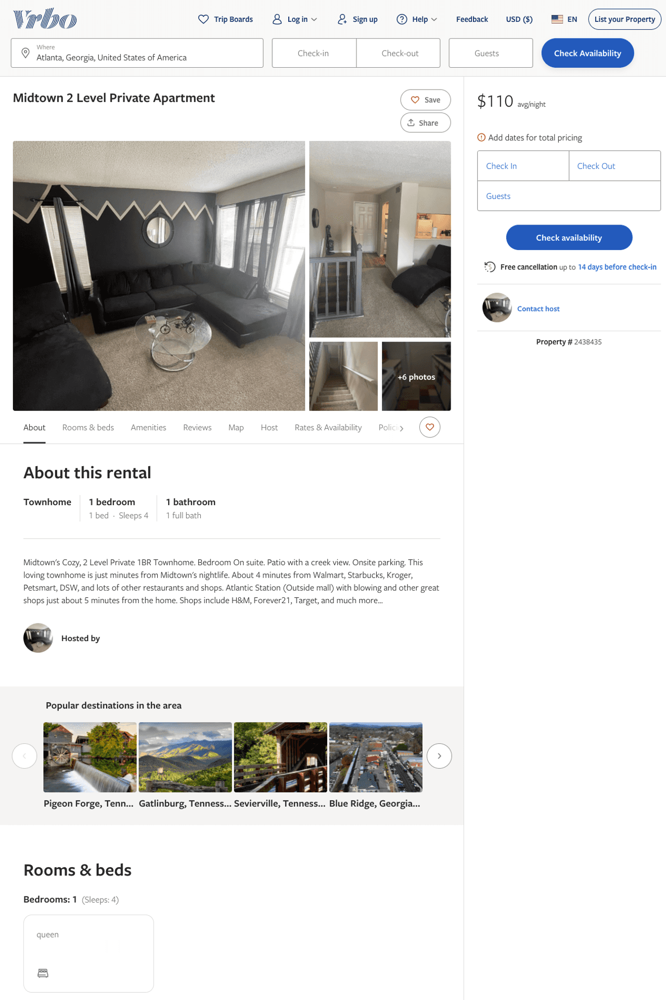 Vrbo
Trip Boards
Log in
Sign up
Help
Feedback
USD ($)
EN
List your Property
Where
Atlanta, Georgia, United States of America
Check-in
Check-out
Guests
Check Availability
Midtown 2 Level Private Apartment
Save
Share
$110 avg/night
Add dates for total pricing
Check In
Check Out
Guests
Check availability
Free cancellation up to 14 days before check-in
Contact host
Property # 2438435
+6 photos
About
Rooms & beds
Amenities
Reviews
Map
Host
Rates & Availability
Polici
About this rental
Townhome
1 bedroom
1 bed · Sleeps 4
1 bathroom
1 full bath
Midtown's Cozy, 2 Level Private 1BR Townhome. Bedroom On suite. Patio with a creek view. Onsite parking. This
loving townhome is just minutes from Midtown's nightlife. About 4 minutes from Walmart, Starbucks, Kroger,
Petsmart, DSW, and lots of other restaurants and shops. Atlantic Station (Outside mall) with blowing and other great
shops just about 5 minutes from the home. Shops include H&M, Forever21, Target, and much more...
Hosted by
Popular destinations in the area
Pigeon Forge, Tenn...
Gatlinburg, Tenness...
Sevierville, Tenness...
Blue Ridge, Georgia...
Rooms & beds
Bedrooms: 1 (Sleeps: 4)
queen